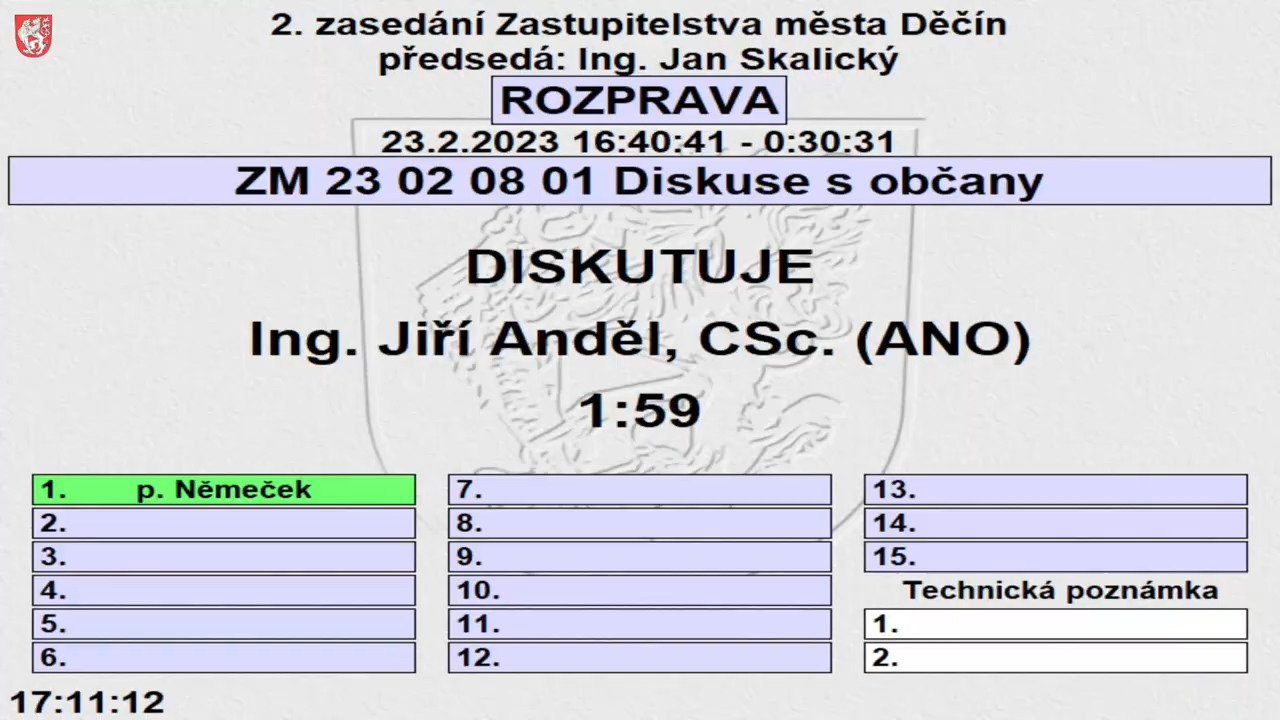 2. zasedání Zastupitelstva města Děčín
předsedá: Ing. Jan Skalický
ROZPRAVA
23.2.2023 16:40:41 - 0:30:31
ZM 23 02 08 01 Diskuse s občany
DISKUTUJE
Ing. Jiří Anděl, CSc. (ANO)
1:59
1. p. Němeček
2.
3.
4.
5.
6.
7.
8.
9.
10.
11.
12.
13.
14.
15.
Technická poznámka
1.
2.
17:11:12